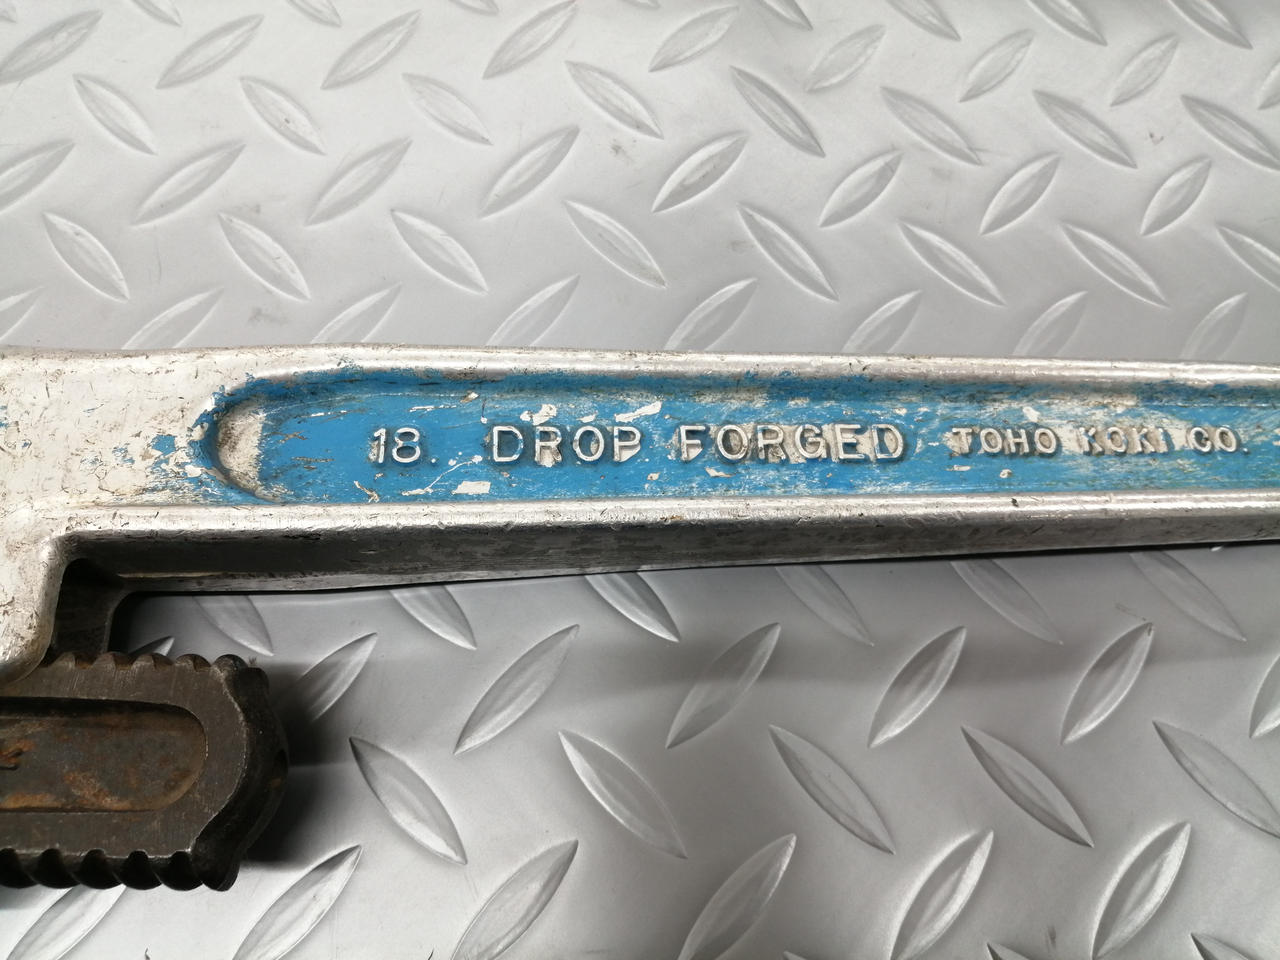 18. DROP FORGED TOHO KOKI CO.